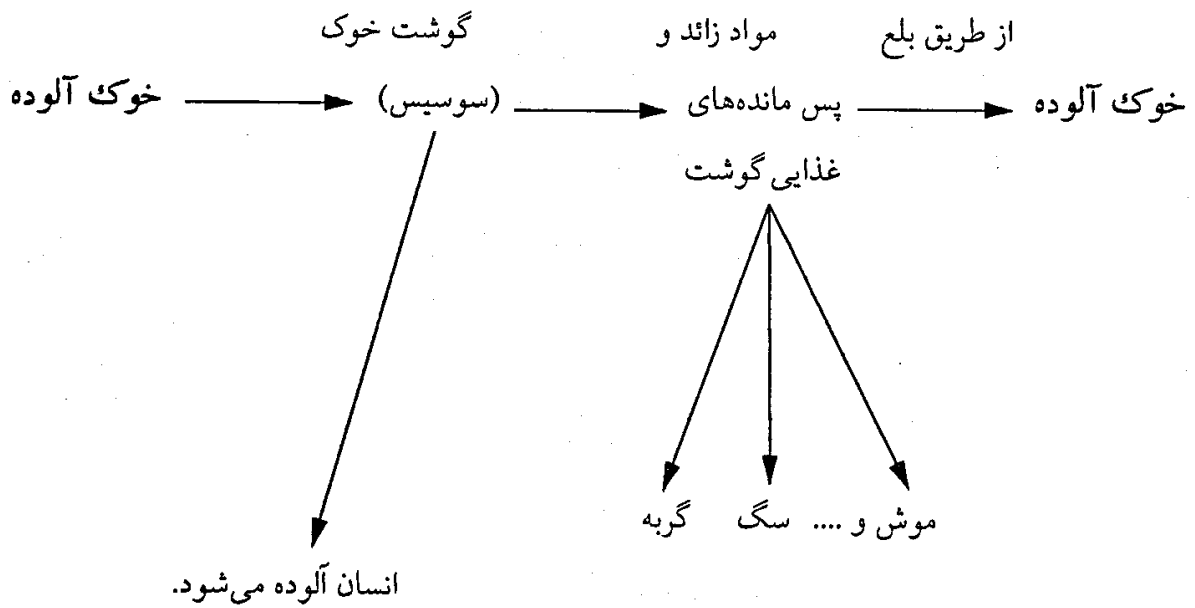 گوشت خوک
مواد زائد و
از طریق بلع
خوک آلوده
(سوسیس)
پس مانده‌های
خوک آلوده
غذایی گوشت
گربه
سگ
موش و ....
انسان آلوده می‌شود.